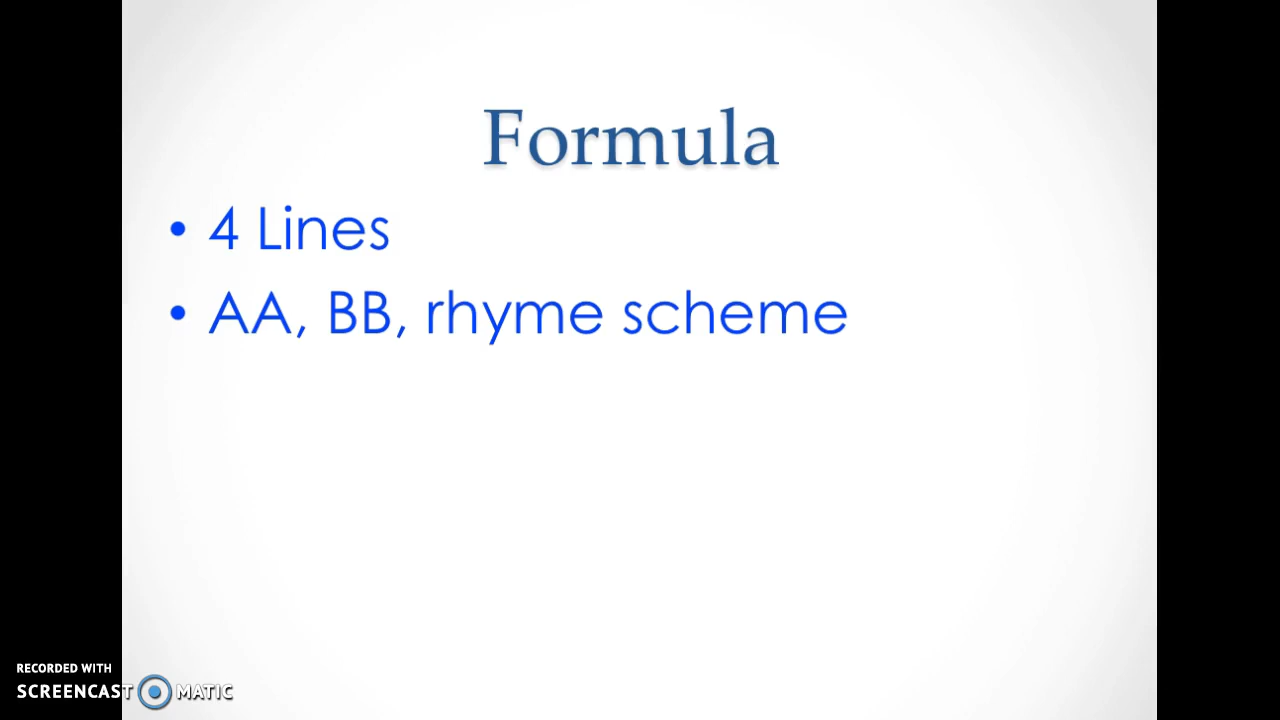 Formula
• 4 Lines
• AA, BB, rhyme scheme
RECORDED WITH
SCREENCAST MATIC